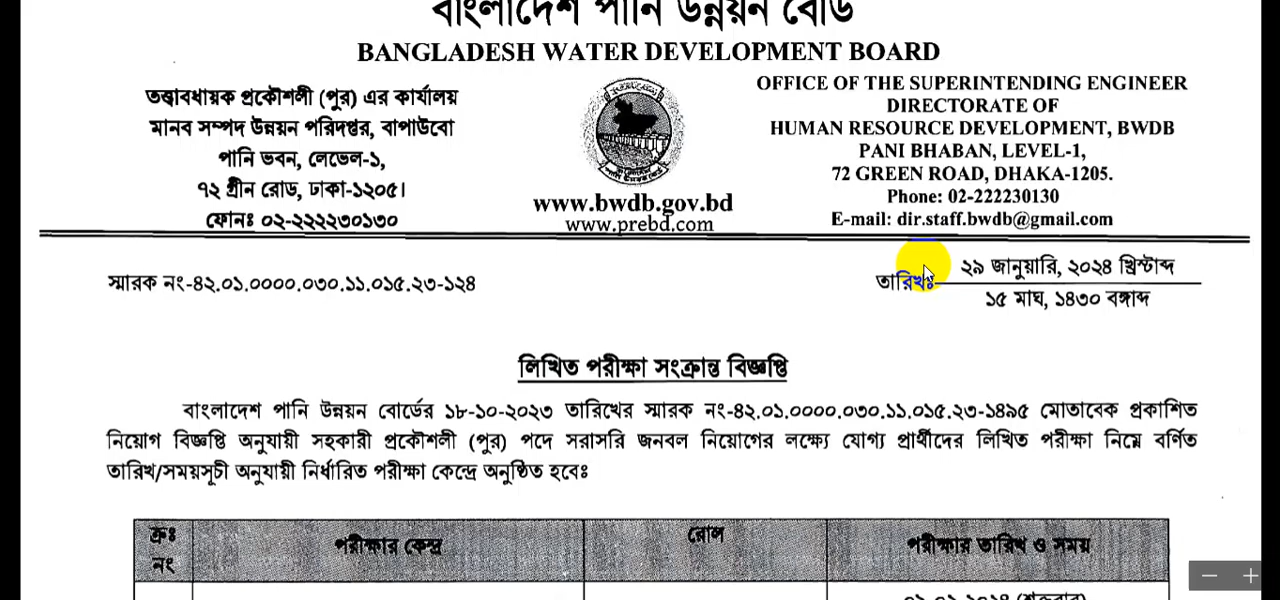 বাংলাদেশ পানি উন্নয়ন বোর্ড
BANGLADESH WATER DEVELOPMENT BOARD
তত্ত্বাবধায়ক প্রকৌশলী (পুর) এর কার্যালয়
মানব সম্পদ উন্নয়ন পরিদপ্তর, বাপাউবো
পানি ভবন, লেভেল-১,
৭২ গ্রীন রোড, ঢাকা-১২০৫।
ফোনঃ ০২-২২২২৩০১৩০
www.bwdb.gov.bd
www.prebd.com
OFFICE OF THE SUPERINTENDING ENGINEER
DIRECTORATE OF
HUMAN RESOURCE DEVELOPMENT, BWDB
PANI BHABAN, LEVEL-1,
72 GREEN ROAD, DHAKA-1205.
Phone: 02-222230130
E-mail: dir.staff.bwdb@gmail.com
স্মারক নং-৪২.০১.০০০০.০৩০.১১.০১৫.২৩-১২৪
তারিখঃ ২৯ জানুয়ারি, ২০২৪ খ্রিস্টাব্দ
১৫ মাঘ, ১৪৩০ বঙ্গাব্দ
লিখিত পরীক্ষা সংক্রান্ত বিজ্ঞপ্তি
বাংলাদেশ পানি উন্নয়ন বোর্ডের ১৮-১০-২০২৩ তারিখের স্মারক নং-৪২.০১.০০০০.০৩০.১১.০১৫.২৩-১৪৯৫ মোতাবেক প্রকাশিত
নিয়োগ বিজ্ঞপ্তি অনুযায়ী সহকারী প্রকৌশলী (পুর) পদে সরাসরি জনবল নিয়োগের লক্ষ্যে যোগ্য প্রার্থীদের লিখিত পরীক্ষা নিম্নে বর্ণিত
তারিখ/সময়সূচী অনুযায়ী নির্ধারিত পরীক্ষা কেন্দ্রে অনুষ্ঠিত হবেঃ
ক্রঃ
নং
পরীক্ষার কেন্দ্র
রোল
পরীক্ষার তারিখ ও সময়